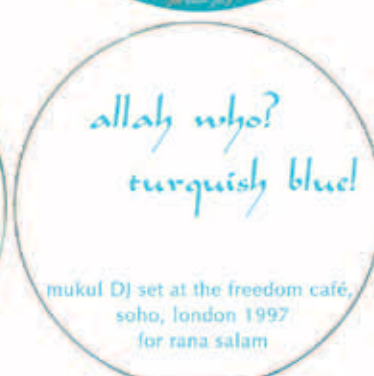 allah who?
turquish blue!
mukul DJ set at the freedom café,
soho, london 1997
for rana salam